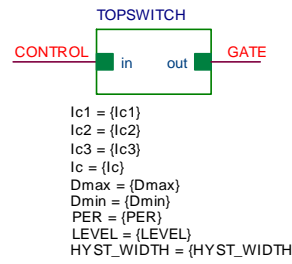 TOPSWITCH
CONTROL in out GATE
Ic1 = {Ic1}
Ic2 = {Ic2}
Ic3 = {Ic3}
Ic = {Ic}
Dmax = {Dmax}
Dmin = {Dmin}
PER = {PER}
LEVEL = {LEVEL}
HYST_WIDTH = {HYST_WIDTH